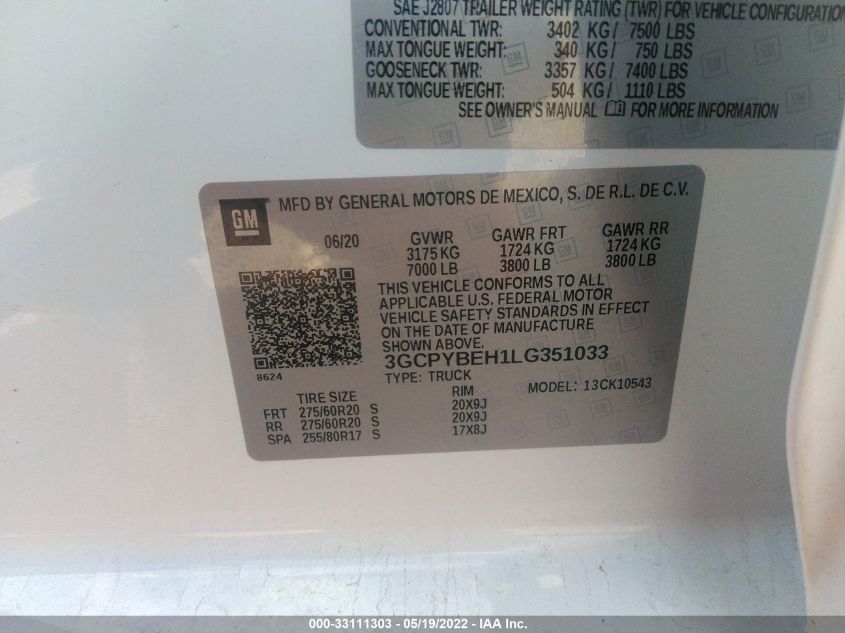 SAE J2807 TRAILER WEIGHT RATING (TWR) FOR VEHICLE CONFIGURATION
CONVENTIONAL TWR: 3402 KG / 7500 LBS
MAX TONGUE WEIGHT: 340 KG / 750 LBS
GOOSENECK TWR: 3357 KG / 7400 LBS
MAX TONGUE WEIGHT: 504 KG / 1110 LBS
SEE OWNER'S MANUAL FOR MORE INFORMATION
GM MFD BY GENERAL MOTORS DE MEXICO, S. DE R.L. DE C.V.
06/20 GVWR GAWR FRT GAWR RR
3175 KG 1724 KG 1724 KG
7000 LB 3800 LB 3800 LB
THIS VEHICLE CONFORMS TO ALL
APPLICABLE U.S. FEDERAL MOTOR
VEHICLE SAFETY STANDARDS IN EFFECT
ON THE DATE OF MANUFACTURE
SHOWN ABOVE.
3GCPYBEH1LG351033
8624 TYPE: TRUCK MODEL: 13CK10543
TIRE SIZE RIM
FRT 275/60R20 S 20X9J
RR 275/60R20 S 20X9J
SPA 255/80R17 S 17X8J
000-33111303 - 05/19/2022 - IAA Inc.